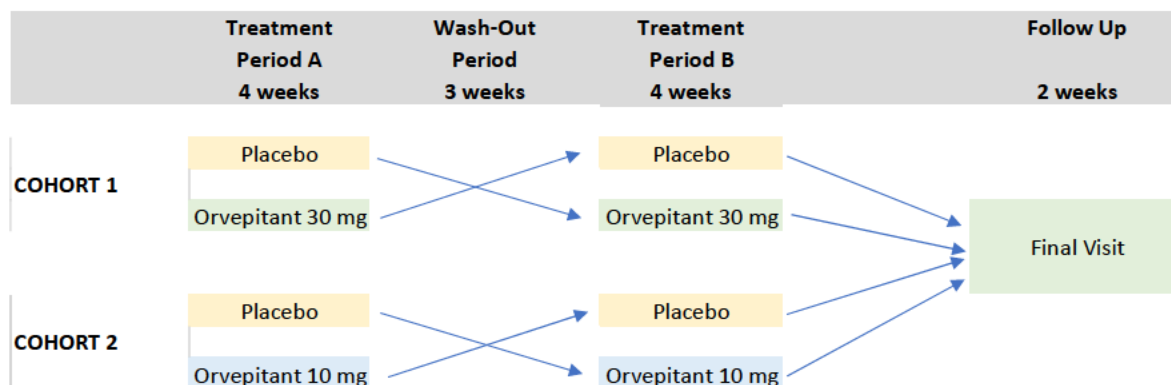 Treatment Wash-Out Treatment Follow Up
Period A Period Period B
4 weeks 3 weeks 4 weeks 2 weeks
Placebo Placebo
COHORT 1
Orvepitant 30 mg Orvepitant 30 mg
Final Visit
Placebo Placebo
COHORT 2
Orvepitant 10 mg Orvepitant 10 mg